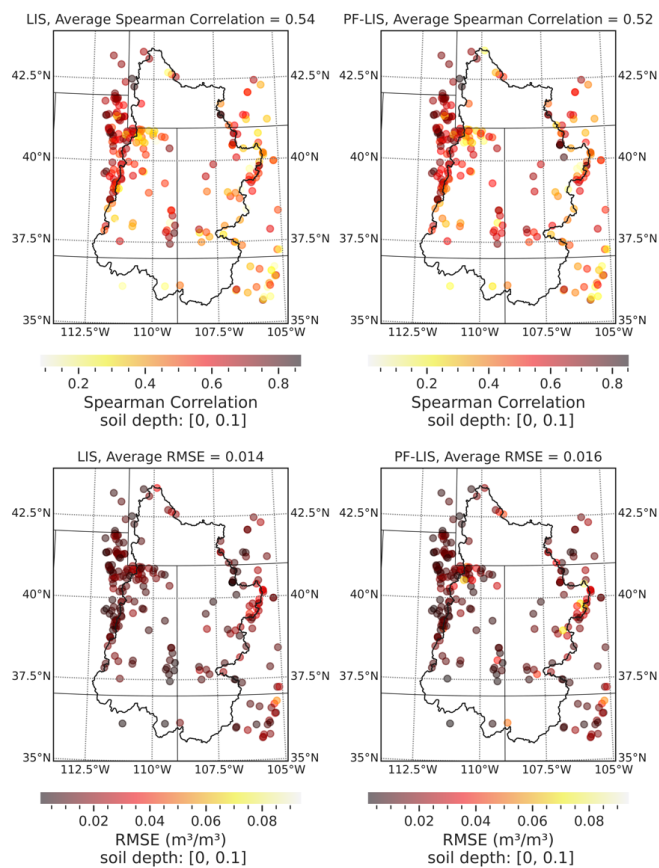 LIS, Average Spearman Correlation = 0.54
42.5°N 42.5°N
40°N 40°N
37.5°N 37.5°N
35°N 35°N
112.5°W 110°W 107.5°W 105°W
0.2 0.4 0.6 0.8
Spearman Correlation
soil depth: [0, 0.1]
PF-LIS, Average Spearman Correlation = 0.52
42.5°N 42.5°N
40°N 40°N
37.5°N 37.5°N
35°N 35°N
112.5°W 110°W 107.5°W 105°W
0.2 0.4 0.6 0.8
Spearman Correlation
soil depth: [0, 0.1]
LIS, Average RMSE = 0.014
42.5°N 42.5°N
40°N 40°N
37.5°N 37.5°N
35°N 35°N
112.5°W 110°W 107.5°W 105°W
0.02 0.04 0.06 0.08
RMSE (m³/m³)
soil depth: [0, 0.1]
PF-LIS, Average RMSE = 0.016
42.5°N 42.5°N
40°N 40°N
37.5°N 37.5°N
35°N 35°N
112.5°W 110°W 107.5°W 105°W
0.02 0.04 0.06 0.08
RMSE (m³/m³)
soil depth: [0, 0.1]